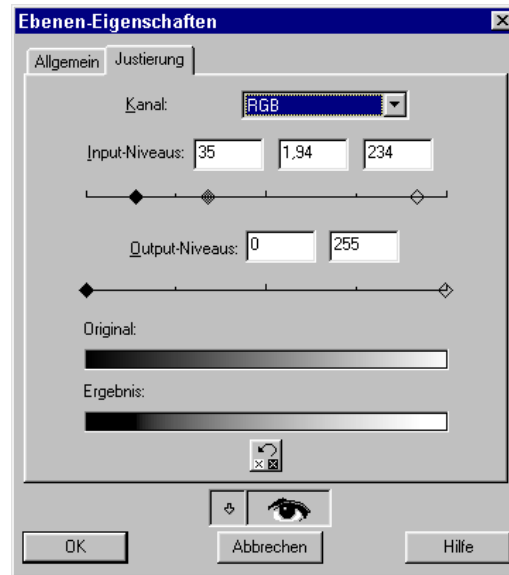 Ebenen-Eigenschaften
Allgemein Justierung
Kanal: RGB
Input-Niveaus: 35 1,94 234
Output-Niveaus: 0 255
Original:
Ergebnis:
OK Abbrechen Hilfe